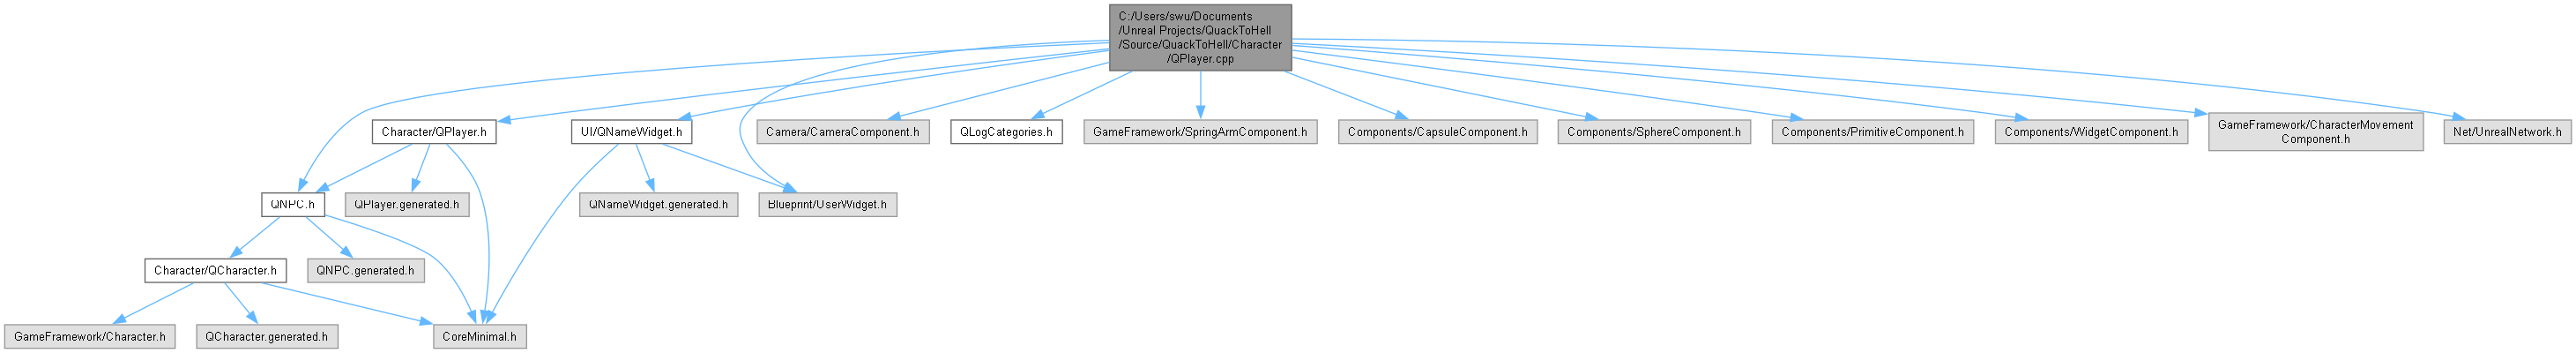 C:/Users/swu/Documents
/Unreal Projects/QuackToHell
/Source/QuackToHell/Character
/QPlayer.cpp
Character/QPlayer.h
UI/QNameWidget.h
Camera/CameraComponent.h
QLogCategories.h
GameFramework/SpringArmComponent.h
Components/CapsuleComponent.h
Components/SphereComponent.h
Components/PrimitiveComponent.h
Components/WidgetComponent.h
GameFramework/CharacterMovement
Component.h
Net/UnrealNetwork.h
QNPC.h
QPlayer.generated.h
QNameWidget.generated.h
Blueprint/UserWidget.h
Character/QCharacter.h
QNPC.generated.h
GameFramework/Character.h
QCharacter.generated.h
CoreMinimal.h